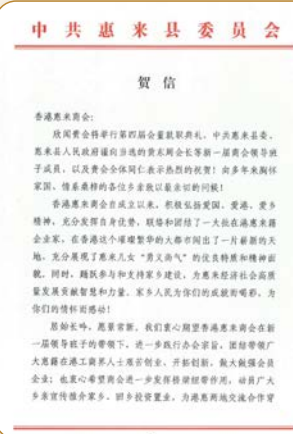 中共惠来县委员会
贺信
香港惠来商会:
欣闻贵会将举行第四届会董就职典礼,中共惠来县委、
惠来县人民政府谨向当选的黄东周会长等新一届商会领导班
子成员,以及贵会全体同仁表示热烈的祝贺!向多年来胸怀
家国、情系桑梓的各位乡亲致以最亲切的问候!
香港惠来商会自成立以来,积极弘扬爱国、爱港、爱乡
精神,充分发挥自身优势,联络和团结了一大批在港惠来籍
企业家,在香港这个璀璨繁华的大都市闯出了一片崭新的天
地,充分展现了惠来儿女“勇义尚气”的优良特质和精神面
貌。同时,踊跃参与和支持家乡建设,为惠来经济社会高质
量发展贡献智慧和力量。家乡人民为你们的成就而喝彩,为
你们的情怀而感动!
愿如长吟,愿景常新。我们衷心期望香港惠来商会在新
一届领导班子的带领下,进一步践行办会宗旨,团结带领广
大惠籍在港工商界人士艰苦创业、开拓创新,做大做强会员
企业;也衷心希望商会进一步发挥桥梁纽带作用,动员广大
乡亲宣传推介家乡、回乡投资置业,为港惠两地交流合作穿